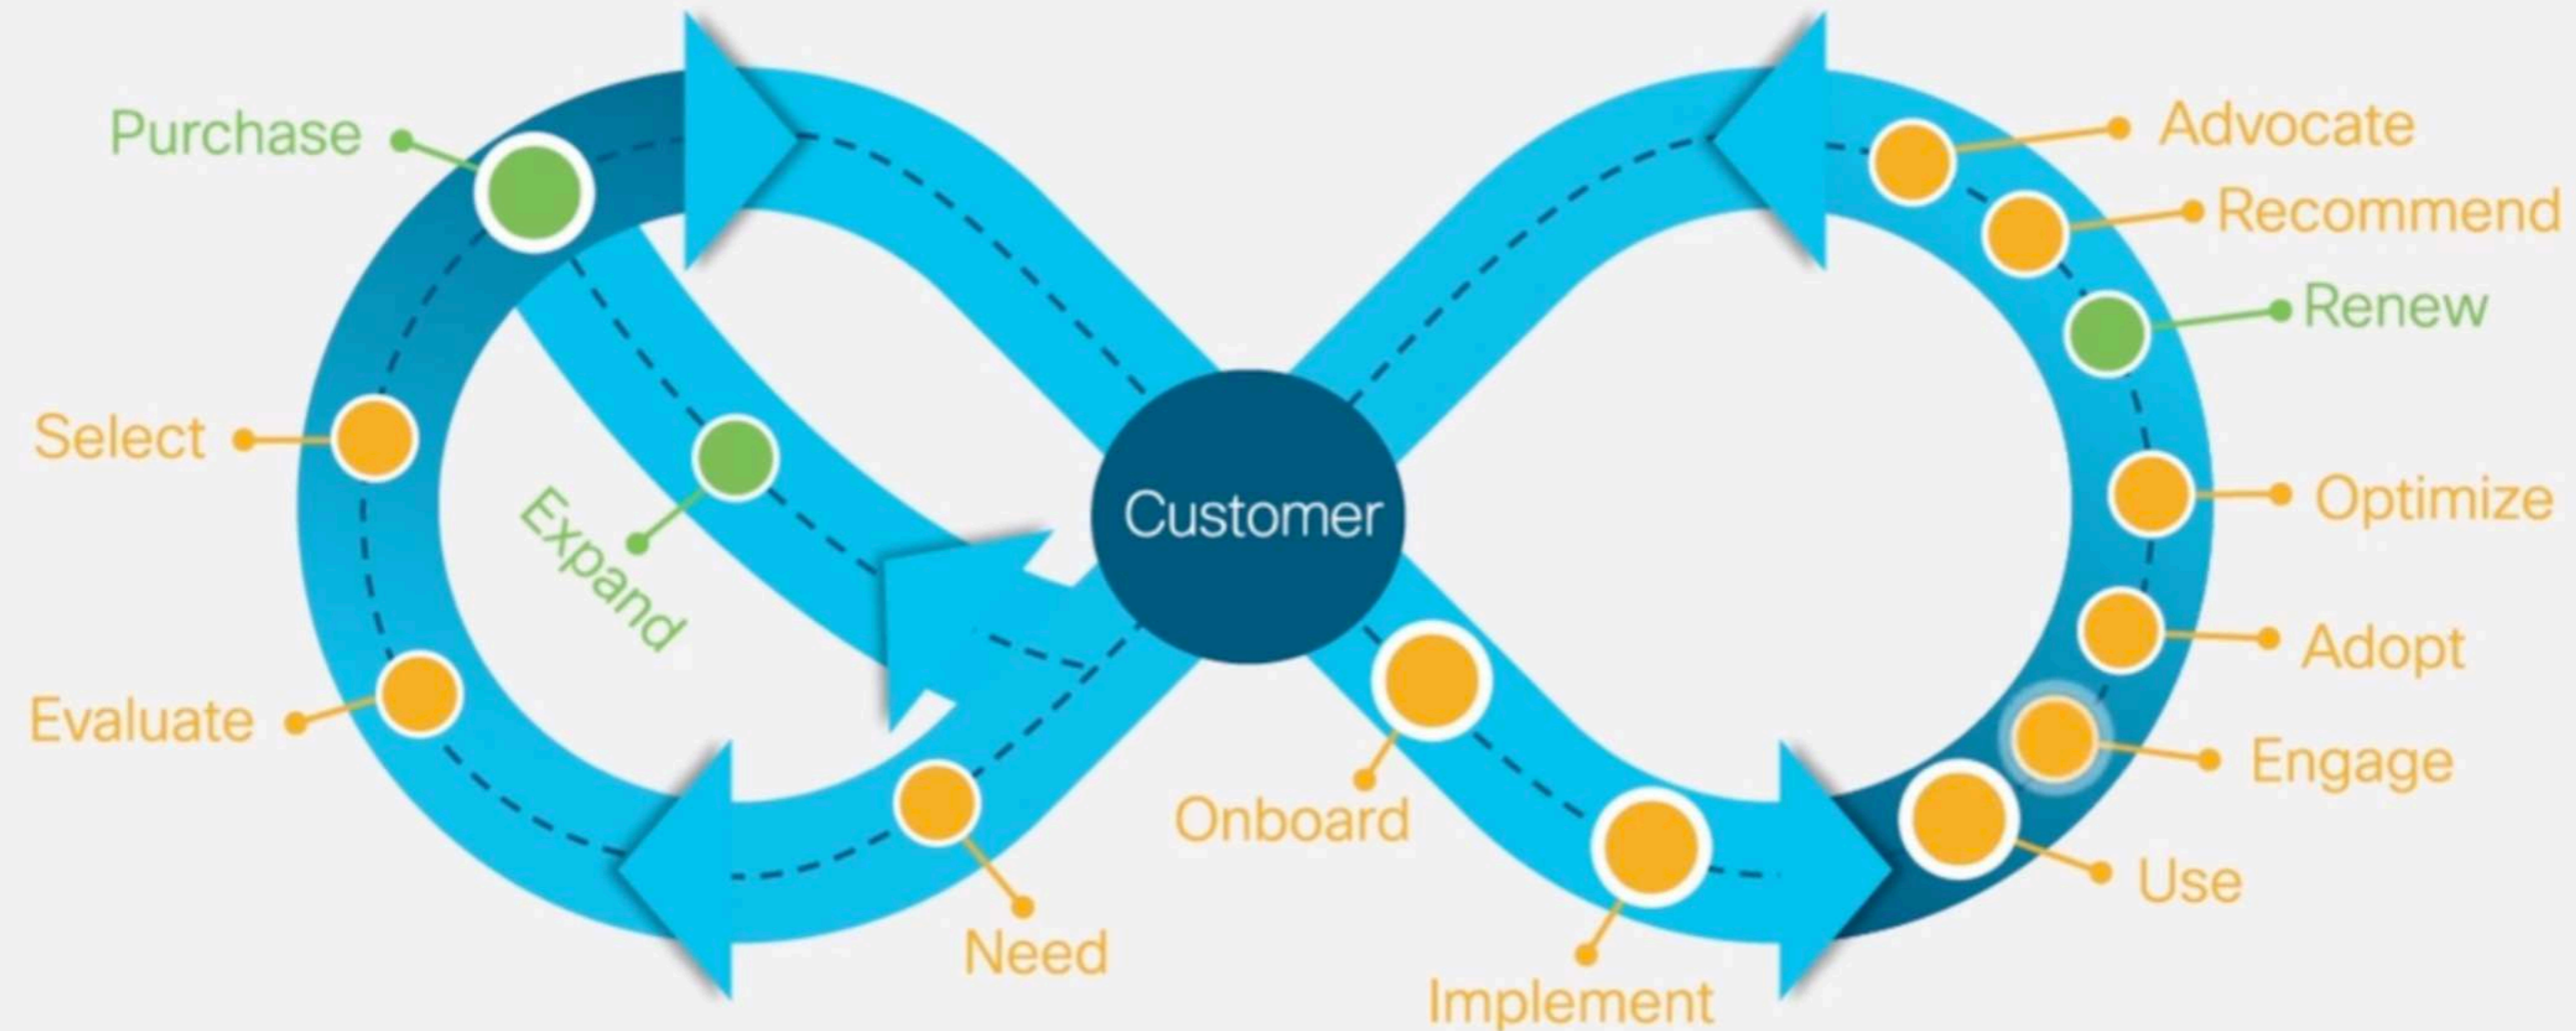 Purchase
Advocate
Recommend
Renew
Select
Customer
Optimize
Expand
Adopt
Evaluate
Engage
Onboard
Use
Need
Implement